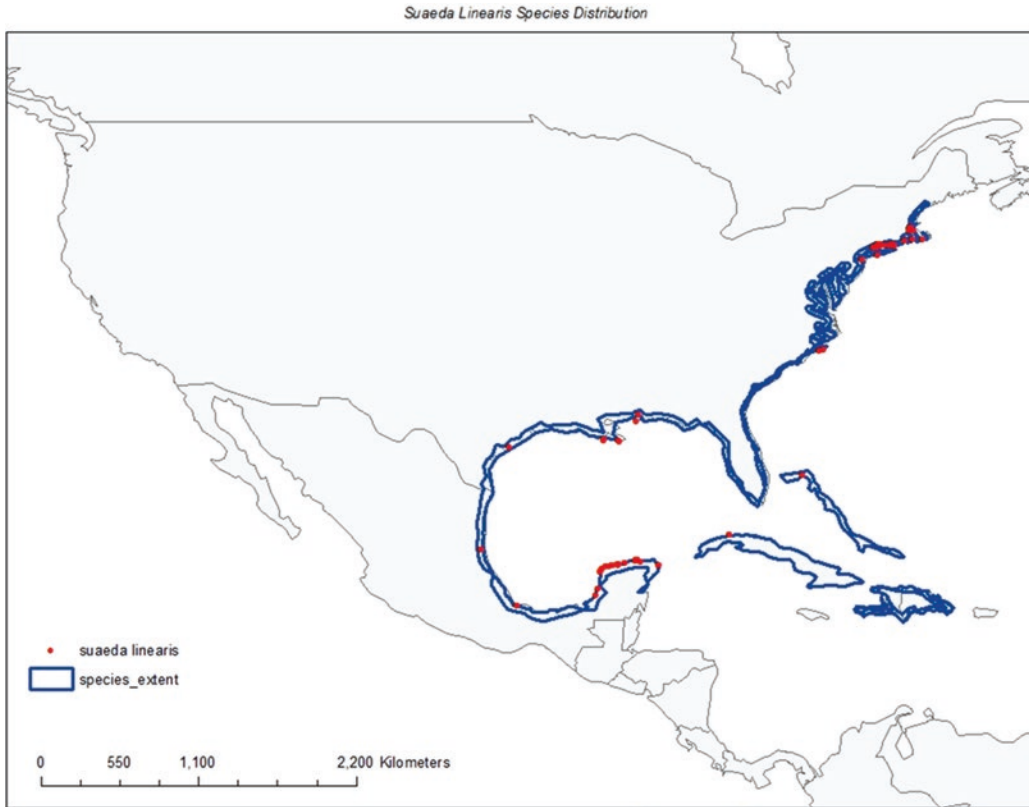 Suaeda Linearis Species Distribution
suaeda linearis
species_extent
0 550 1,100 2,200 Kilometers